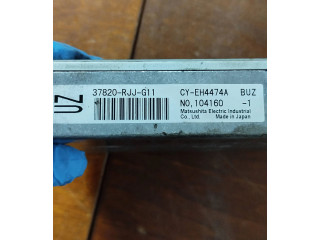 UZ
37820-RJJ-G11 CY-EH4474A BUZ
NO,104160 -1
Matsushita Electric Industrial
Co., Ltd. Made in Japan